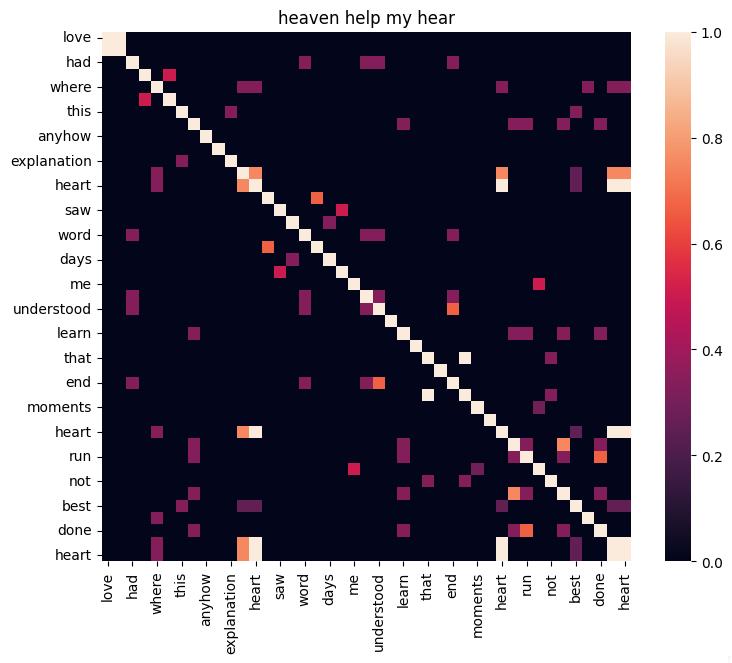 heaven help my hear
love
had
where
this
anyhow
explanation
heart
saw
word
days
me
understood
learn
that
end
moments
heart
run
not
best
done
heart
love
had
where
this
anyhow
explanation
heart
saw
word
days
me
understood
learn
that
end
moments
heart
run
not
best
done
heart
1.0
0.8
0.6
0.4
0.2
0.0